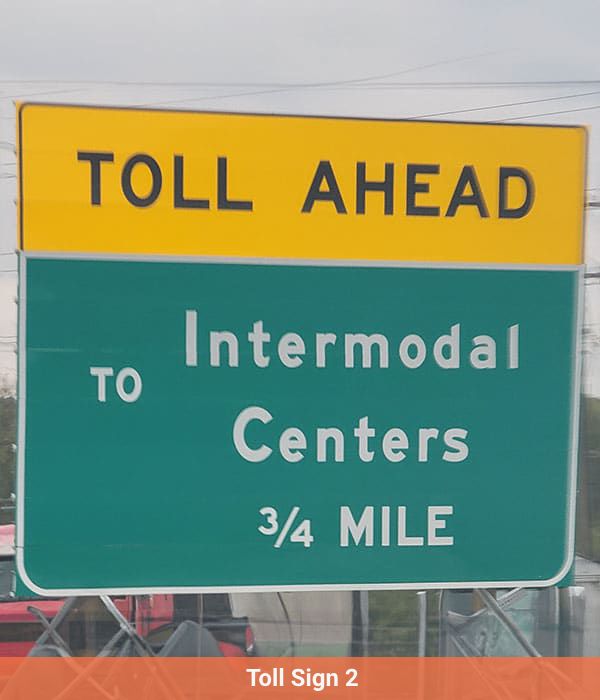 TOLL AHEAD
TO Intermodal
Centers
3/4 MILE
Toll Sign 2